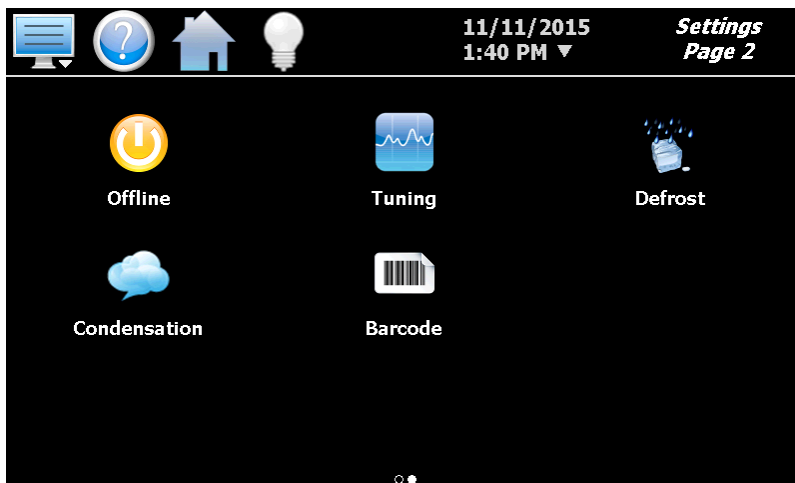 ?
11/11/2015
1:40 PM ▼
Settings
Page 2
Offline
Tuning
Defrost
Condensation
Barcode